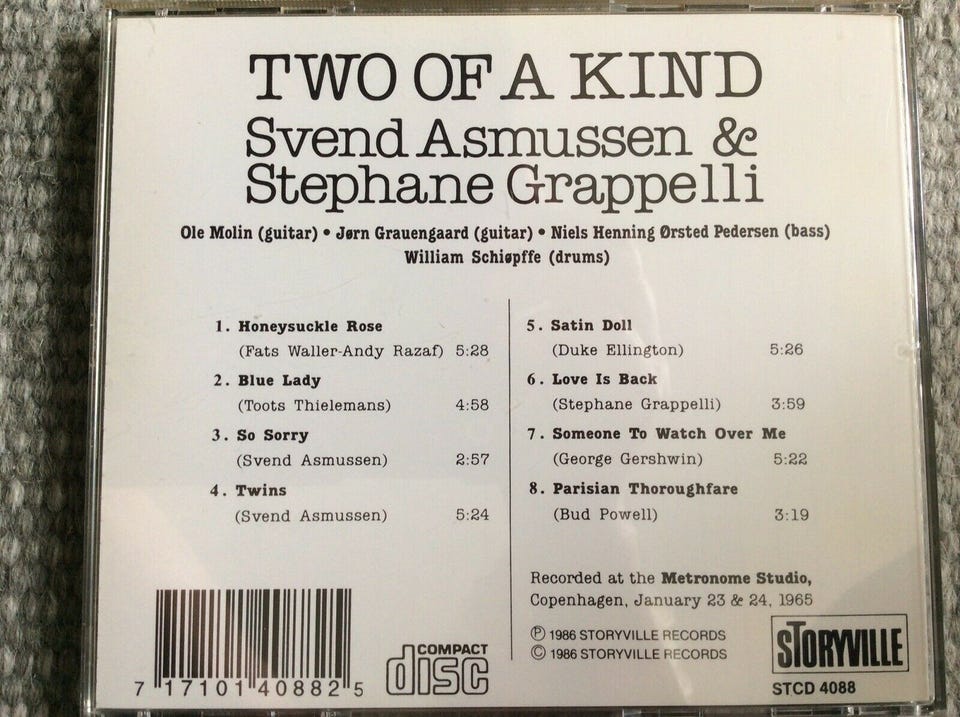 TWO OF A KIND
Svend Asmussen &
Stephane Grappelli
Ole Molin (guitar) • Jørn Grauengaard (guitar) • Niels Henning Ørsted Pedersen (bass)
William Schiøpffe (drums)
1. Honeysuckle Rose
(Fats Waller-Andy Razaf) 5:28
2. Blue Lady
(Toots Thielemans) 4:58
3. So Sorry
(Svend Asmussen) 2:57
4. Twins
(Svend Asmussen) 5:24
5. Satin Doll
(Duke Ellington) 5:26
6. Love Is Back
(Stephane Grappelli) 3:59
7. Someone To Watch Over Me
(George Gershwin) 5:22
8. Parisian Thoroughfare
(Bud Powell) 3:19
Recorded at the Metronome Studio,
Copenhagen, January 23 & 24, 1965
Ⓟ 1986 STORYVILLE RECORDS
© 1986 STORYVILLE RECORDS
STORYVILLE
STCD 4088
COMPACT
disc
7 17101 40882 5